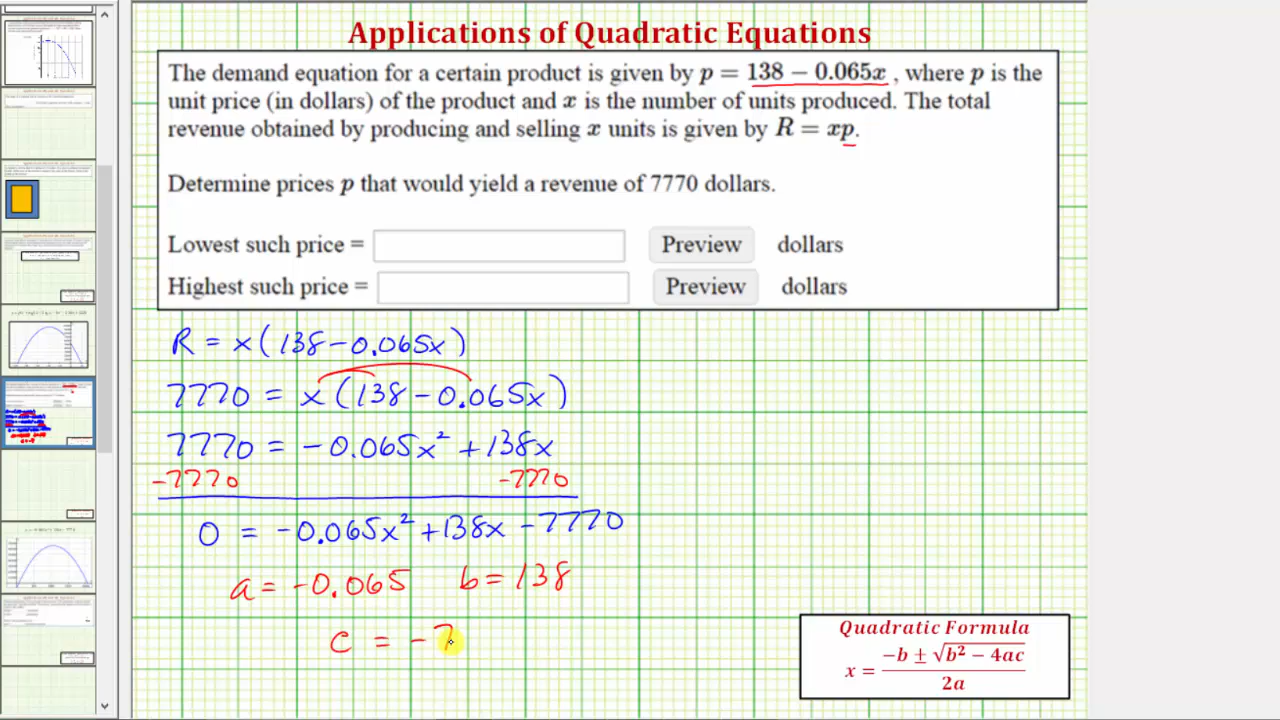 Applications of Quadratic Equations
The demand equation for a certain product is given by p = 138 − 0.065x , where p is the
unit price (in dollars) of the product and x is the number of units produced. The total
revenue obtained by producing and selling x units is given by R = xp.
Determine prices p that would yield a revenue of 7770 dollars.
Lowest such price = Preview dollars
Highest such price = Preview dollars
R = x(138-0.065x)
7770 = x(138-0.065x)
7770 = -0.065x² +138x
-7770 -7770
0 = -0.065x² +138x -7770
a = -0.065 b = 138
c = -7
Quadratic Formula
x = (-b ± √(b² − 4ac)) / 2a